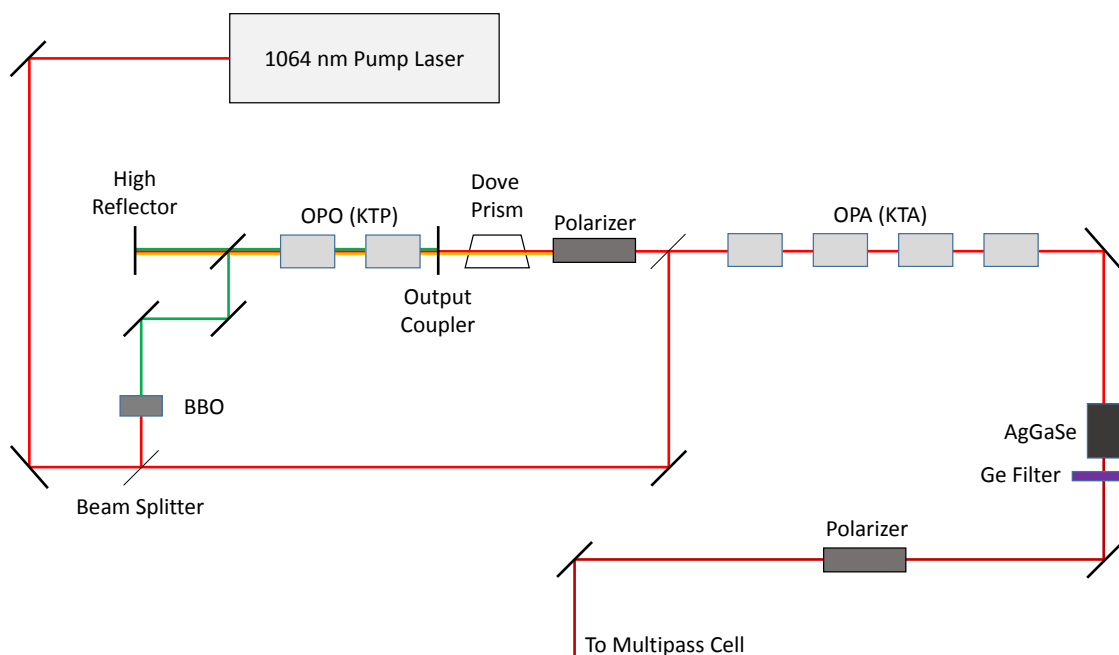 1064 nm Pump Laser
High
Reflector
OPO (KTP)
Dove
Prism
Polarizer
OPA (KTA)
Output
Coupler
BBO
AgGaSe
Ge Filter
Beam Splitter
Polarizer
To Multipass Cell